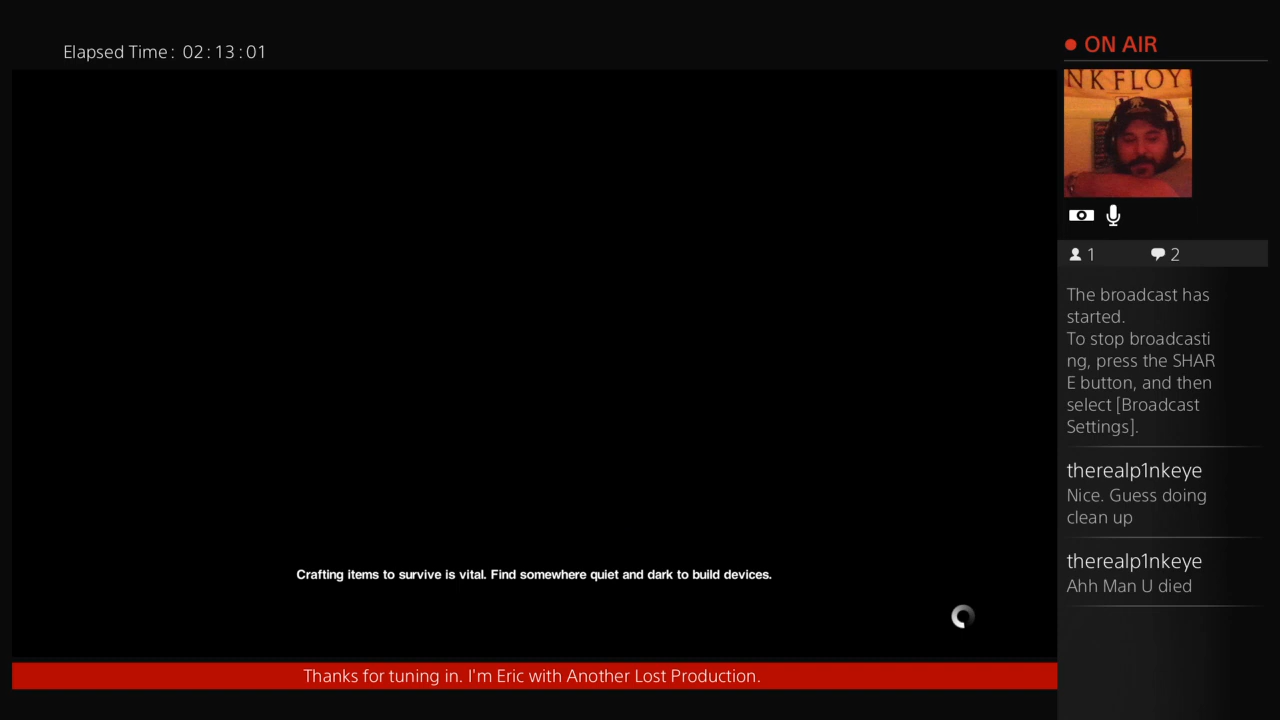 Elapsed Time: 02:13:01
ON AIR
NK FLOY
1
2
The broadcast has
started.
To stop broadcasti
ng, press the SHAR
E button, and then
select [Broadcast
Settings].
therealp1nkeye
Nice. Guess doing
clean up
therealp1nkeye
Ahh Man U died
Crafting items to survive is vital. Find somewhere quiet and dark to build devices.
Thanks for tuning in. I'm Eric with Another Lost Production.